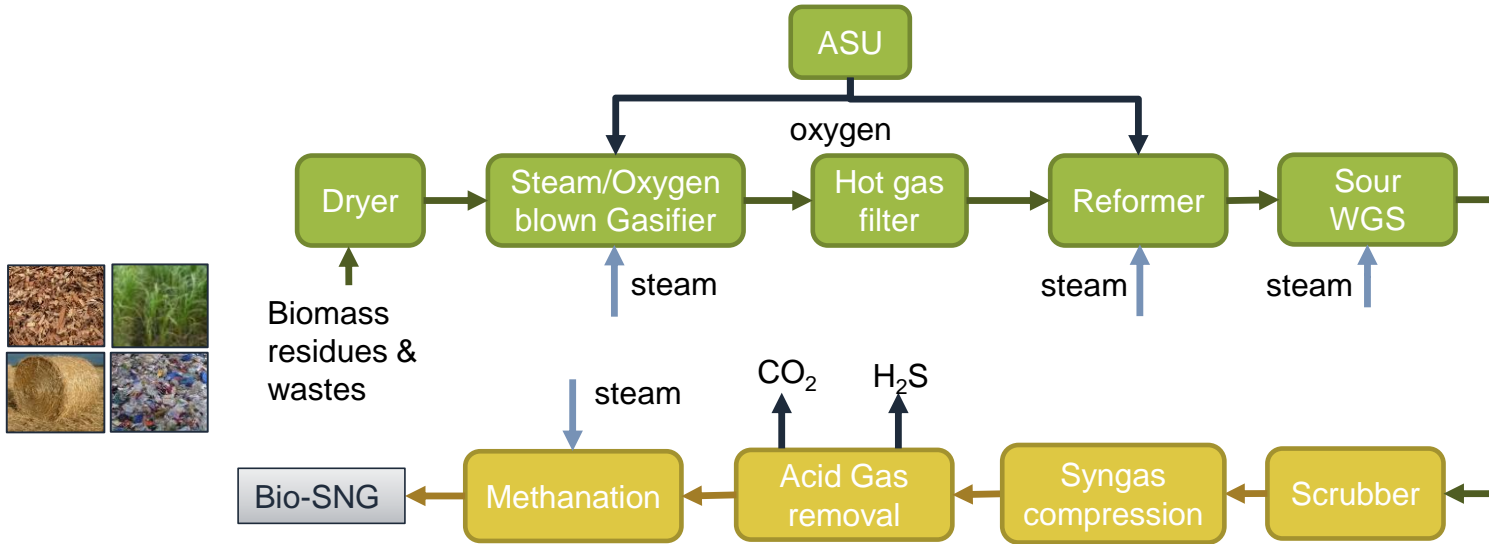 ASU
oxygen
Dryer
Steam/Oxygen
blown Gasifier
Hot gas
filter
Reformer
Sour
WGS
steam
steam
steam
Biomass
residues &
wastes
steam
CO₂
H₂S
Bio-SNG
Methanation
Acid Gas
removal
Syngas
compression
Scrubber